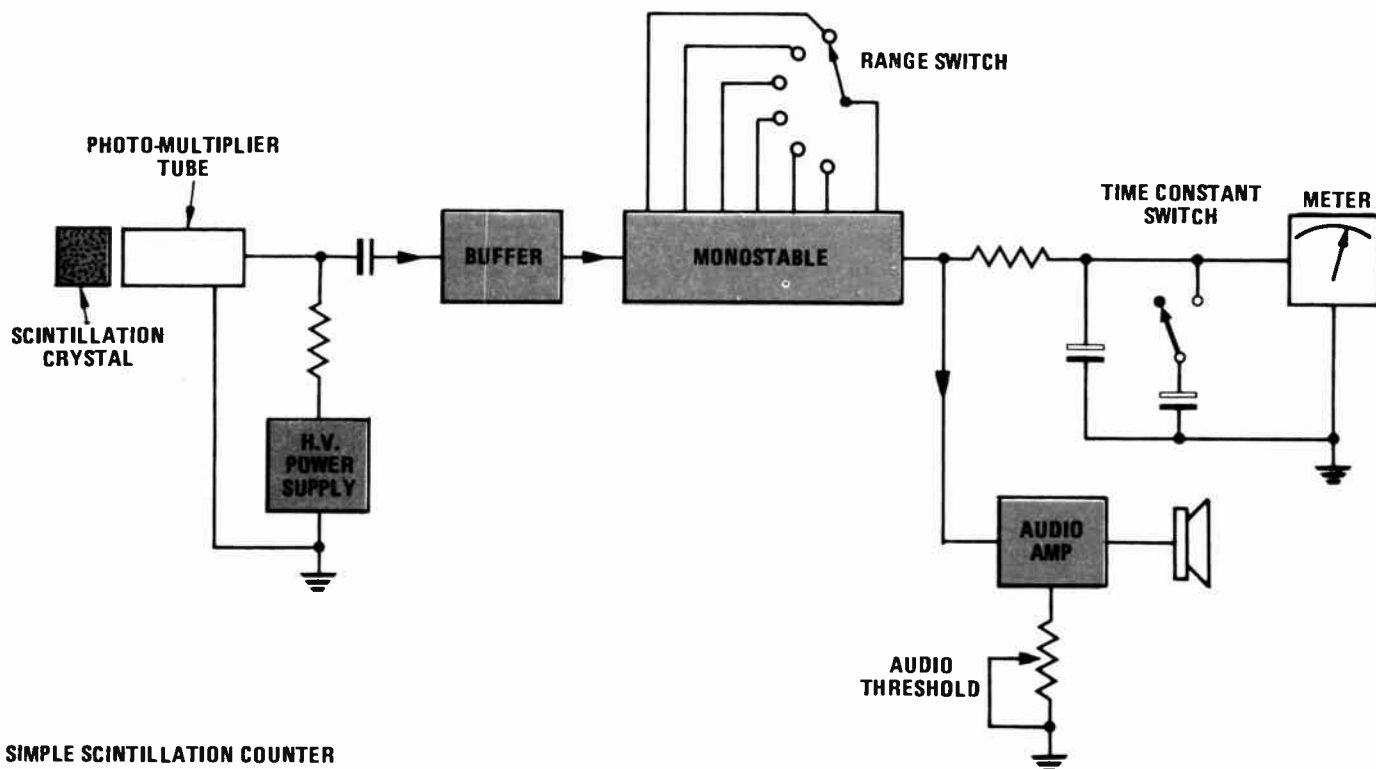 RANGE SWITCH
PHOTO-MULTIPLIER
TUBE
TIME CONSTANT
SWITCH
METER
BUFFER
MONOSTABLE
SCINTILLATION
CRYSTAL
H.V.
POWER
SUPPLY
AUDIO
AMP
AUDIO
THRESHOLD
SIMPLE SCINTILLATION COUNTER